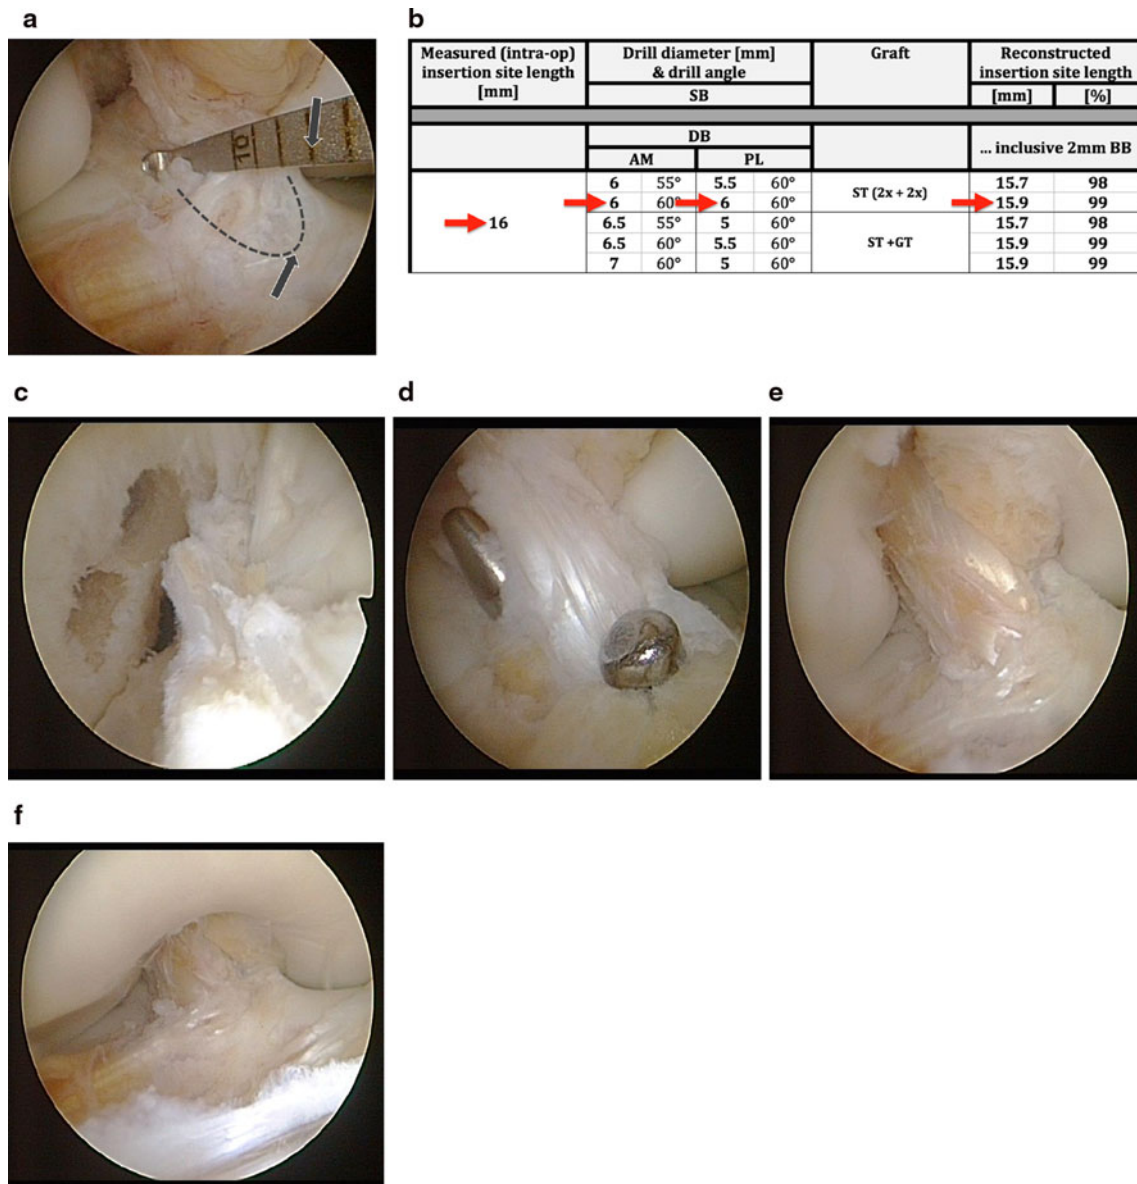 a
b
Measured (intra-op) insertion site length [mm]
Drill diameter [mm] & drill angle
Graft
Reconstructed insertion site length
SB
[mm] [%]
DB
... inclusive 2mm BB
AM PL
16
6 55° 5.5 60° ST (2x + 2x) 15.7 98
6 60° 6 60° 15.9 99
6.5 55° 5 60° ST +GT 15.7 98
6.5 60° 5.5 60° 15.9 99
7 60° 5 60° 15.9 99
10
c
d
e
f